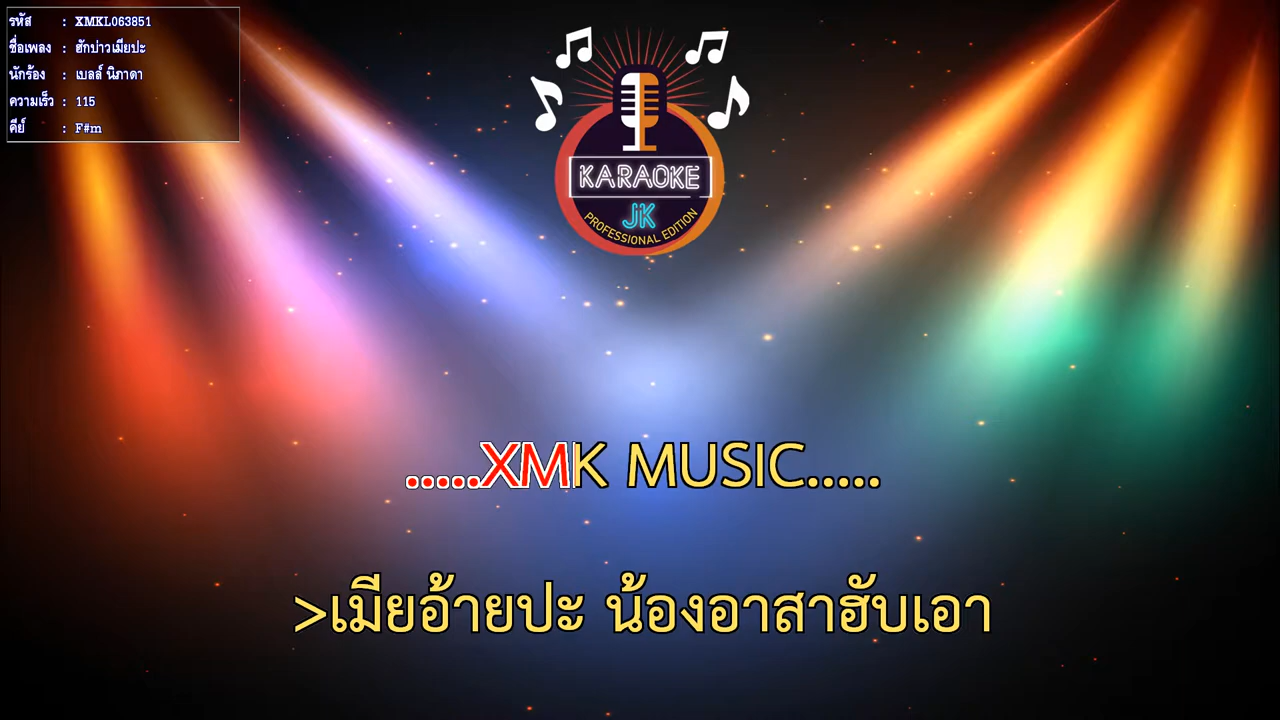 รหัส : XMKL063851
ชื่อเพลง : ฮักบ่าวเมียปะ
นักร้อง : เบลล์ นิภาดา
ความเร็ว : 115
คีย์ : F#m
KARAOKE
JK
PROFESSIONAL EDITION
.....XMK MUSIC.....
>เมียอ้ายปะ น้องอาสาฮับเอา